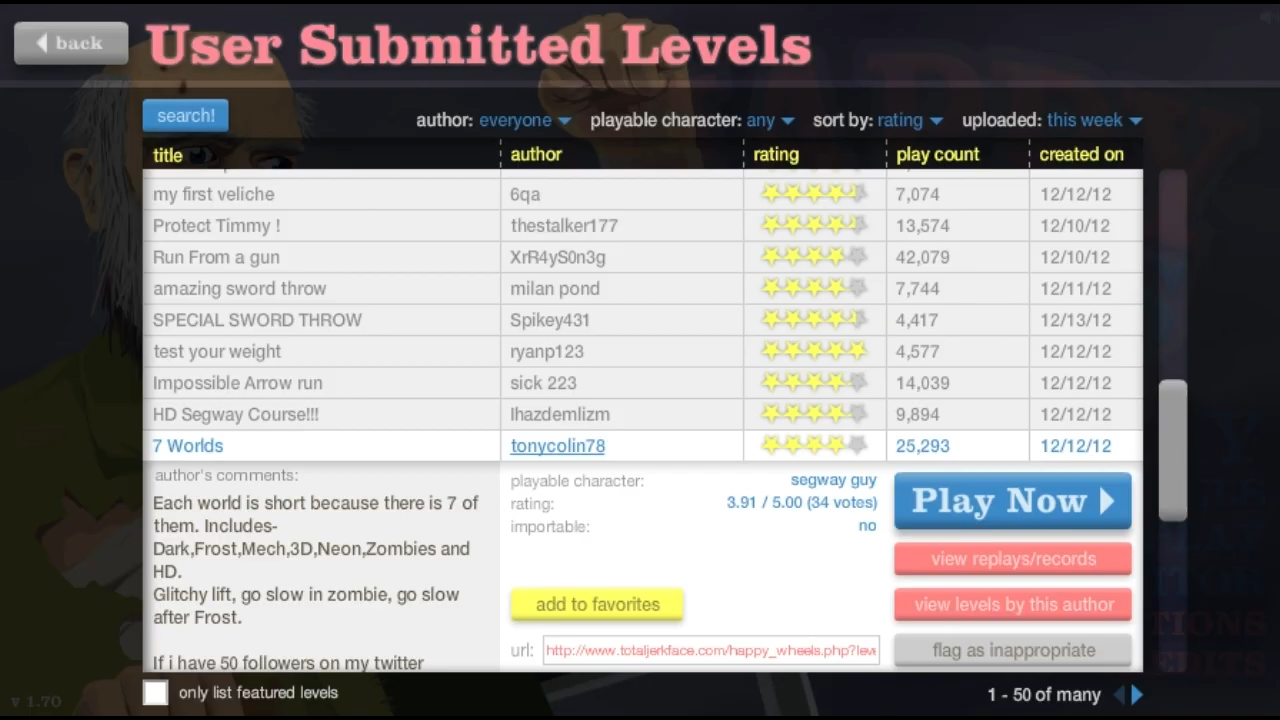 back
User Submitted Levels
search!
author: everyone playable character: any sort by: rating uploaded: this week
title author rating play count created on
my first veliche 6qa 7,074 12/12/12
Protect Timmy ! thestalker177 13,574 12/10/12
Run From a gun XrR4yS0n3g 42,079 12/10/12
amazing sword throw milan pond 7,744 12/11/12
SPECIAL SWORD THROW Spikey431 4,417 12/13/12
test your weight ryanp123 4,577 12/12/12
Impossible Arrow run sick 223 14,039 12/12/12
HD Segway Course!!! lhazdemlizm 9,894 12/12/12
7 Worlds tonycolin78 25,293 12/12/12
author's comments:
Each world is short because there is 7 of
them. Includes-
Dark,Frost,Mech,3D,Neon,Zombies and
HD.
Glitchy lift, go slow in zombie, go slow
after Frost.
If i have 50 followers on my twitter
playable character: segway guy
rating: 3.91 / 5.00 (34 votes)
importable: no
add to favorites
url: http://www.totaljerkface.com/happy_wheels.php?leve
Play Now
view replays/records
view levels by this author
flag as inappropriate
only list featured levels
1 - 50 of many
v 1.70